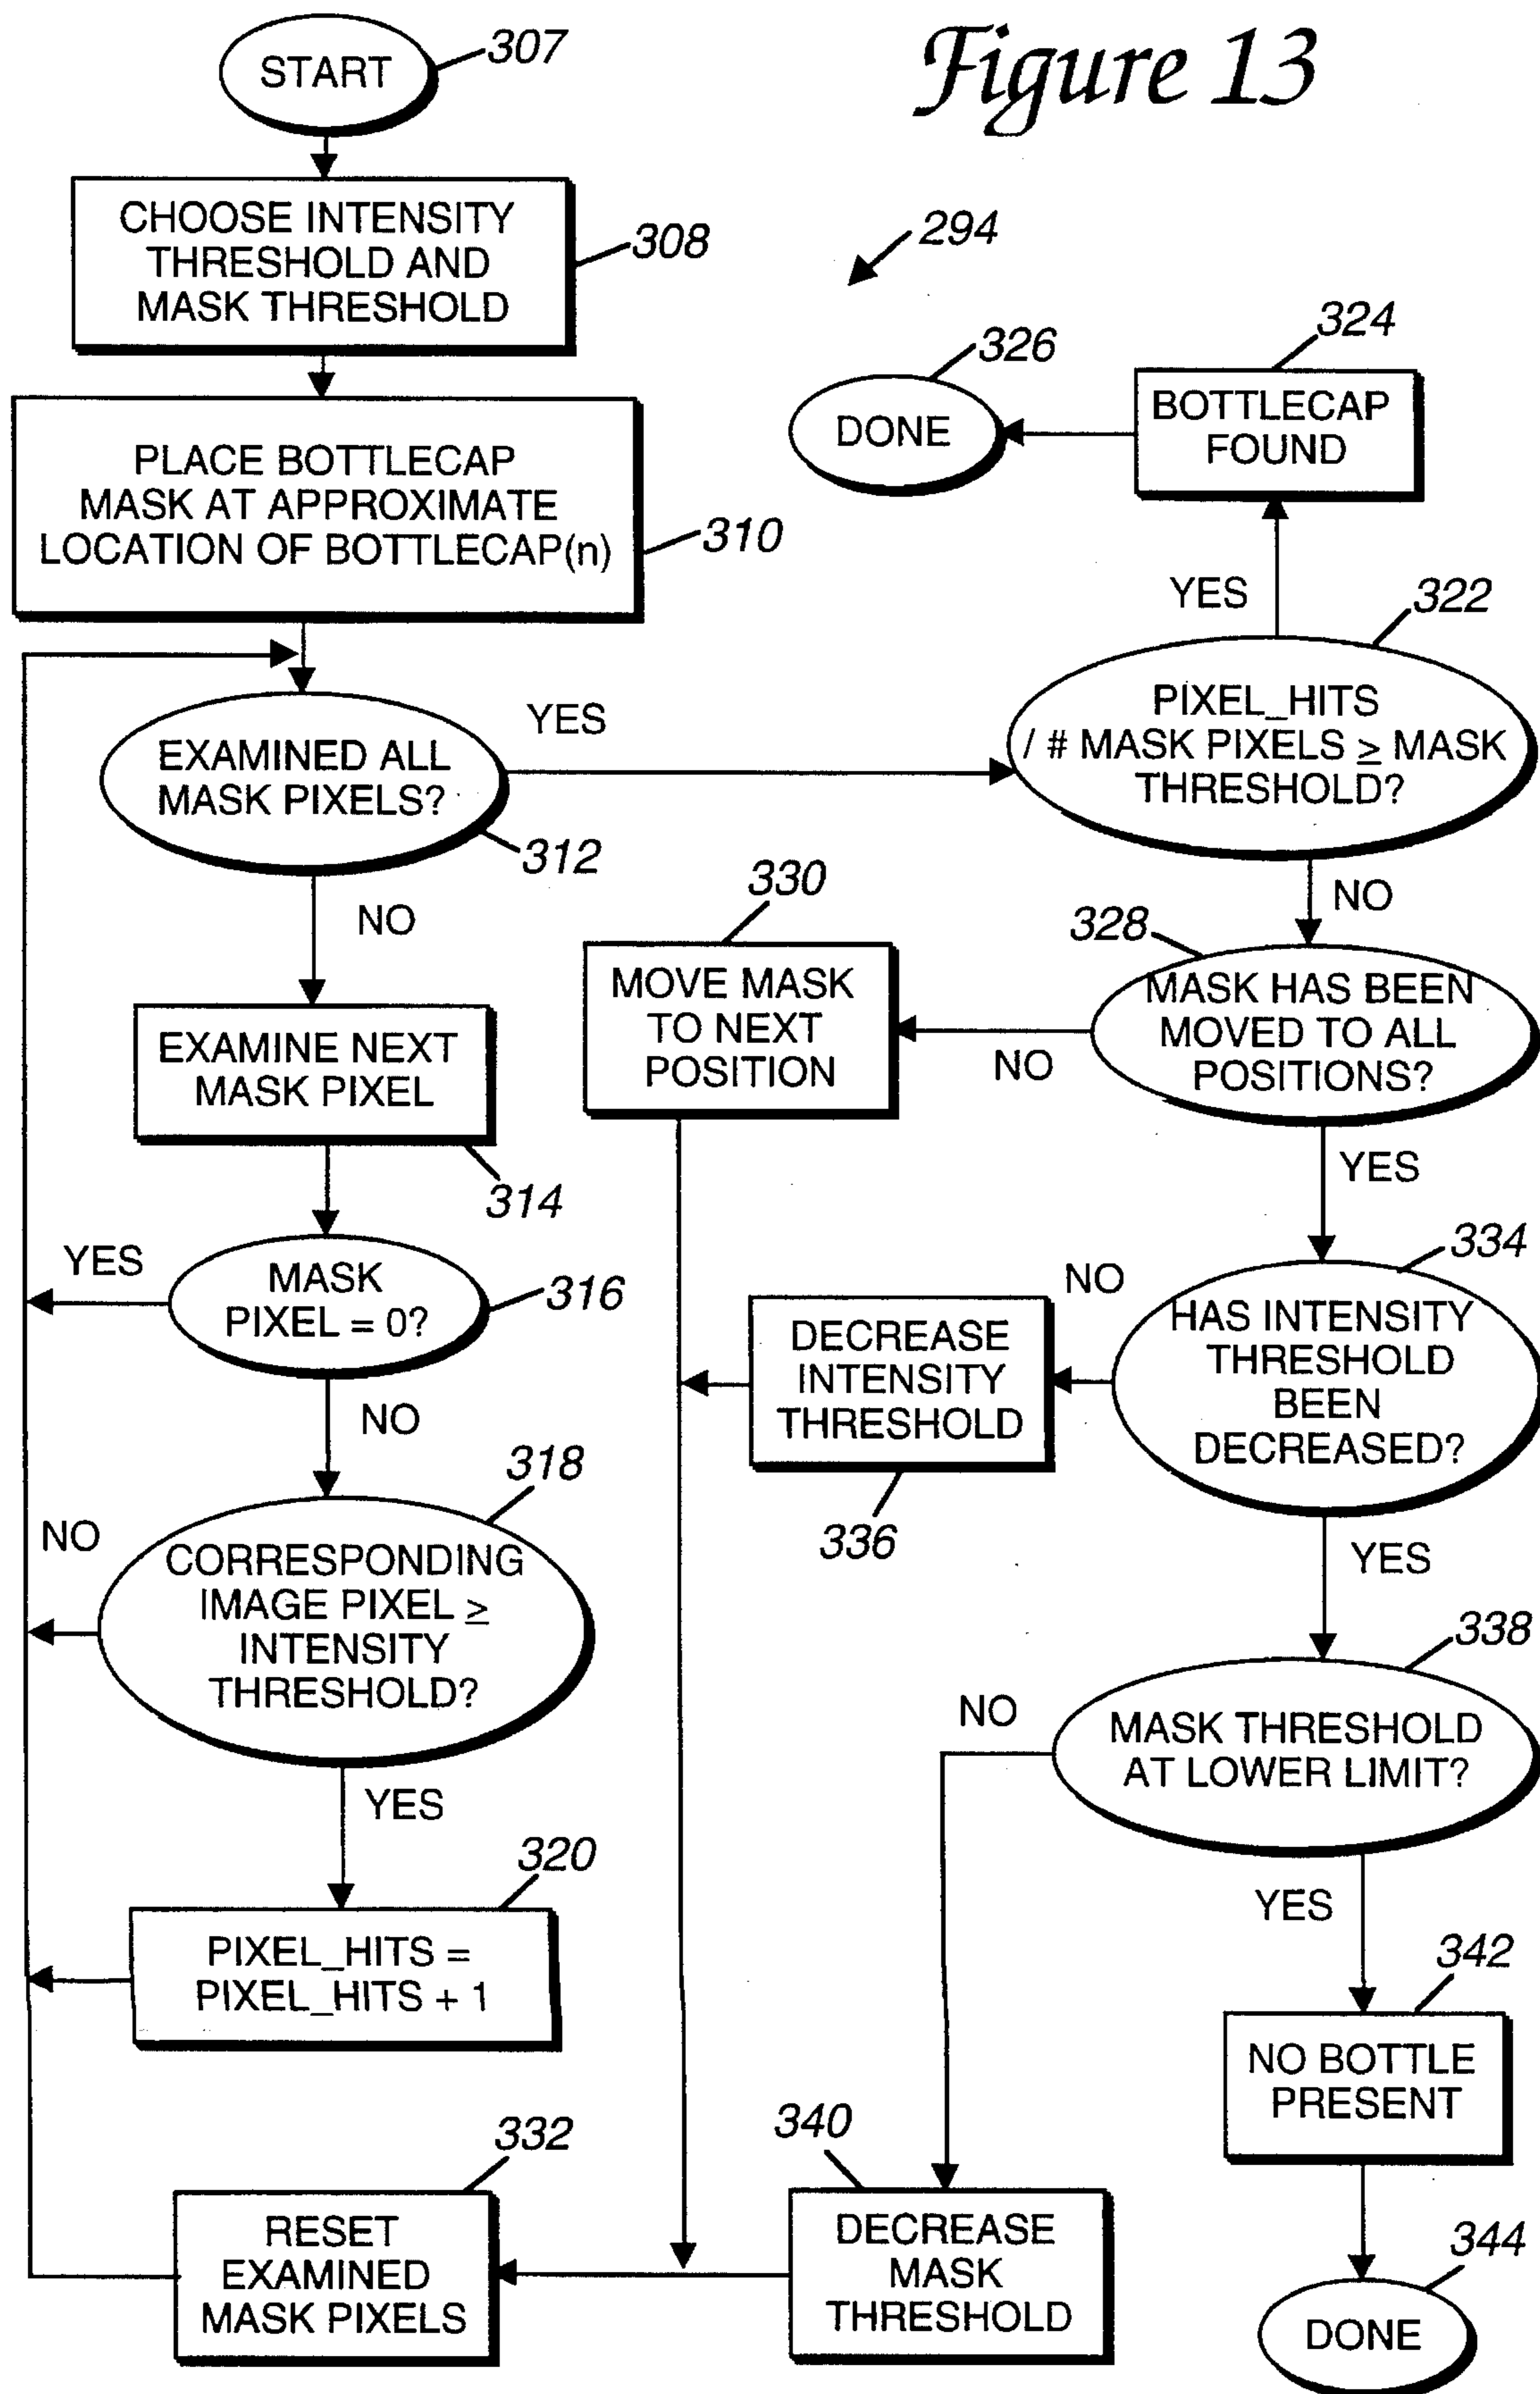 Figure 13
START
307
CHOOSE INTENSITY
THRESHOLD AND
MASK THRESHOLD
308
294
PLACE BOTTLECAP
MASK AT APPROXIMATE
LOCATION OF BOTTLECAP(n)
310
EXAMINED ALL
MASK PIXELS?
312
YES
NO
EXAMINE NEXT
MASK PIXEL
314
MASK
PIXEL = 0?
316
YES
NO
CORRESPONDING
IMAGE PIXEL ≥
INTENSITY
THRESHOLD?
318
NO
YES
PIXEL_HITS =
PIXEL_HITS + 1
320
RESET
EXAMINED
MASK PIXELS
332
324
BOTTLECAP
FOUND
326
DONE
YES
322
PIXEL_HITS
/ # MASK PIXELS ≥ MASK
THRESHOLD?
NO
328
MASK HAS BEEN
MOVED TO ALL
POSITIONS?
NO
330
MOVE MASK
TO NEXT
POSITION
YES
334
HAS INTENSITY
THRESHOLD
BEEN
DECREASED?
NO
DECREASE
INTENSITY
THRESHOLD
336
YES
338
MASK THRESHOLD
AT LOWER LIMIT?
NO
340
DECREASE
MASK
THRESHOLD
YES
342
NO BOTTLE
PRESENT
344
DONE